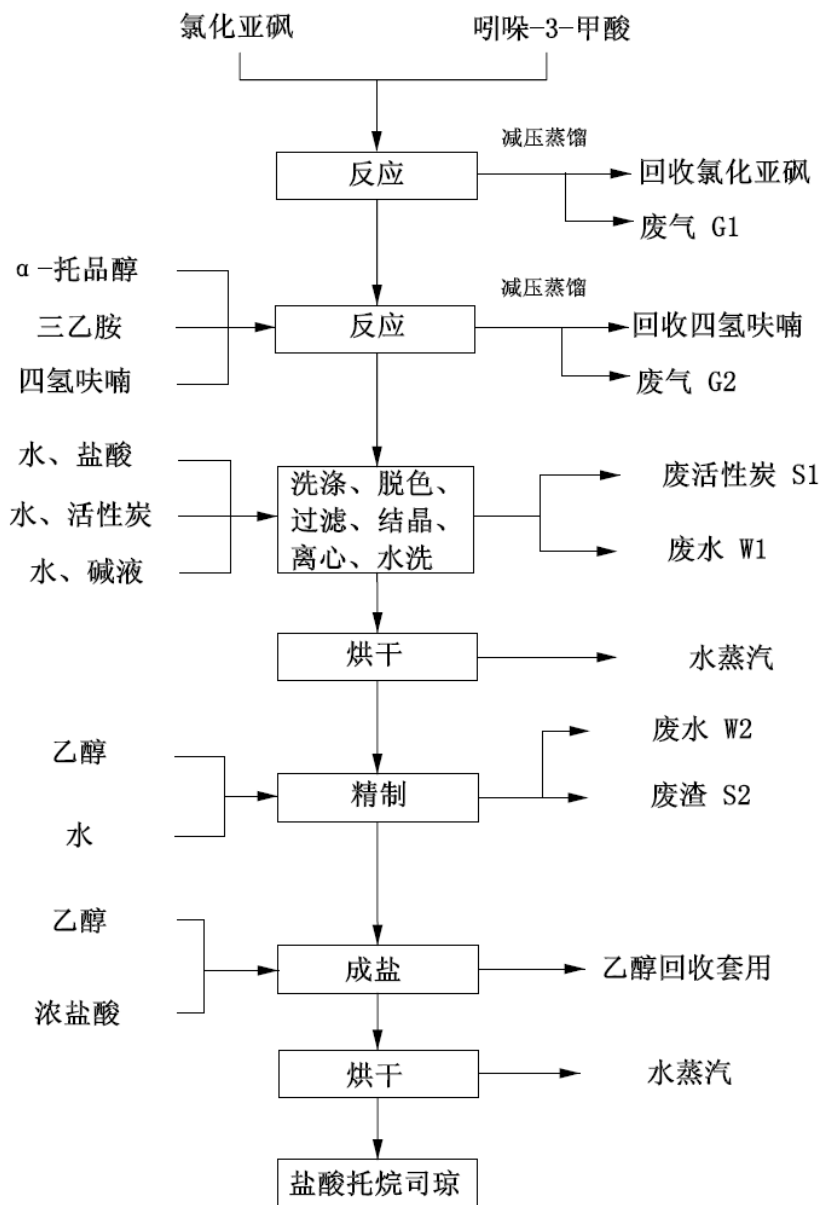 氯化亚砜
吲哚-3-甲酸
减压蒸馏
反应
回收氯化亚砜
废气 G1
α-托品醇
三乙胺
四氢呋喃
减压蒸馏
反应
回收四氢呋喃
废气 G2
水、盐酸
水、活性炭
水、碱液
洗涤、脱色、
过滤、结晶、
离心、水洗
废活性炭 S1
废水 W1
烘干
水蒸汽
乙醇
水
精制
废水 W2
废渣 S2
乙醇
浓盐酸
成盐
乙醇回收套用
烘干
水蒸汽
盐酸托烷司琼